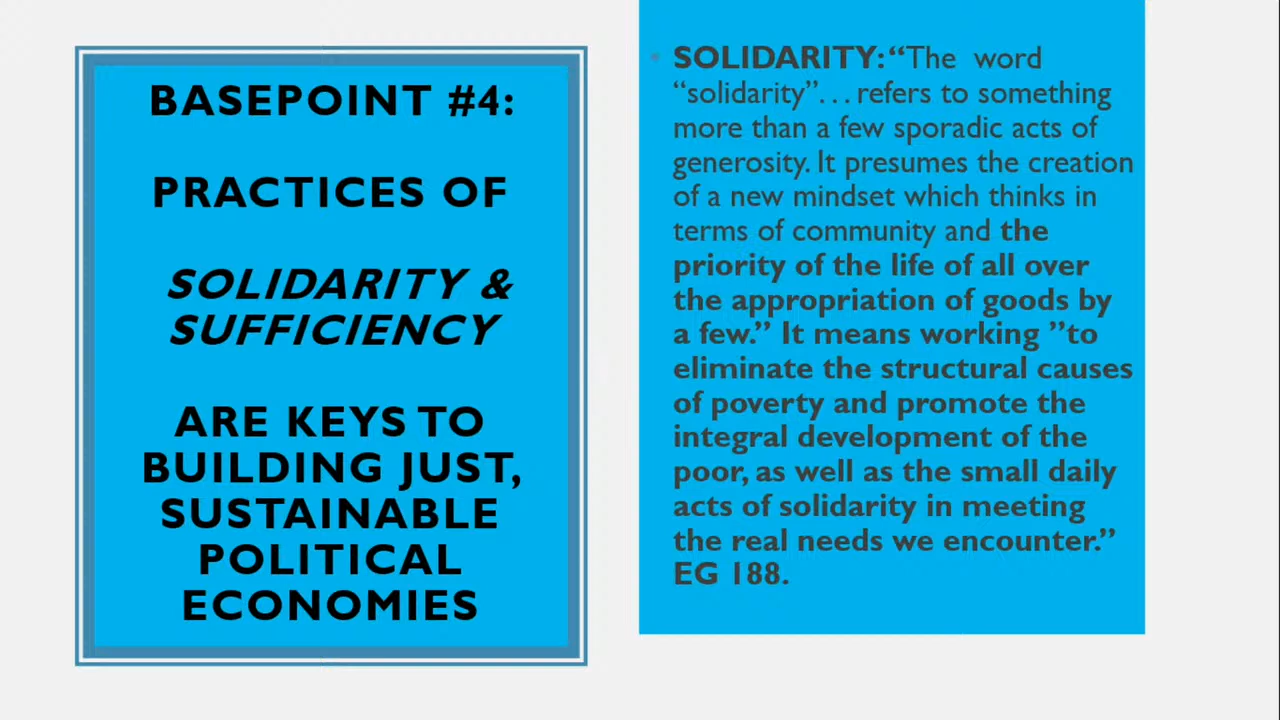 BASEPOINT #4:
PRACTICES OF
SOLIDARITY &
SUFFICIENCY
ARE KEYS TO
BUILDING JUST,
SUSTAINABLE
POLITICAL
ECONOMIES
• SOLIDARITY: “The word
“solidarity”. . . refers to something
more than a few sporadic acts of
generosity. It presumes the creation
of a new mindset which thinks in
terms of community and the
priority of the life of all over
the appropriation of goods by
a few.” It means working ”to
eliminate the structural causes
of poverty and promote the
integral development of the
poor, as well as the small daily
acts of solidarity in meeting
the real needs we encounter.”
EG 188.